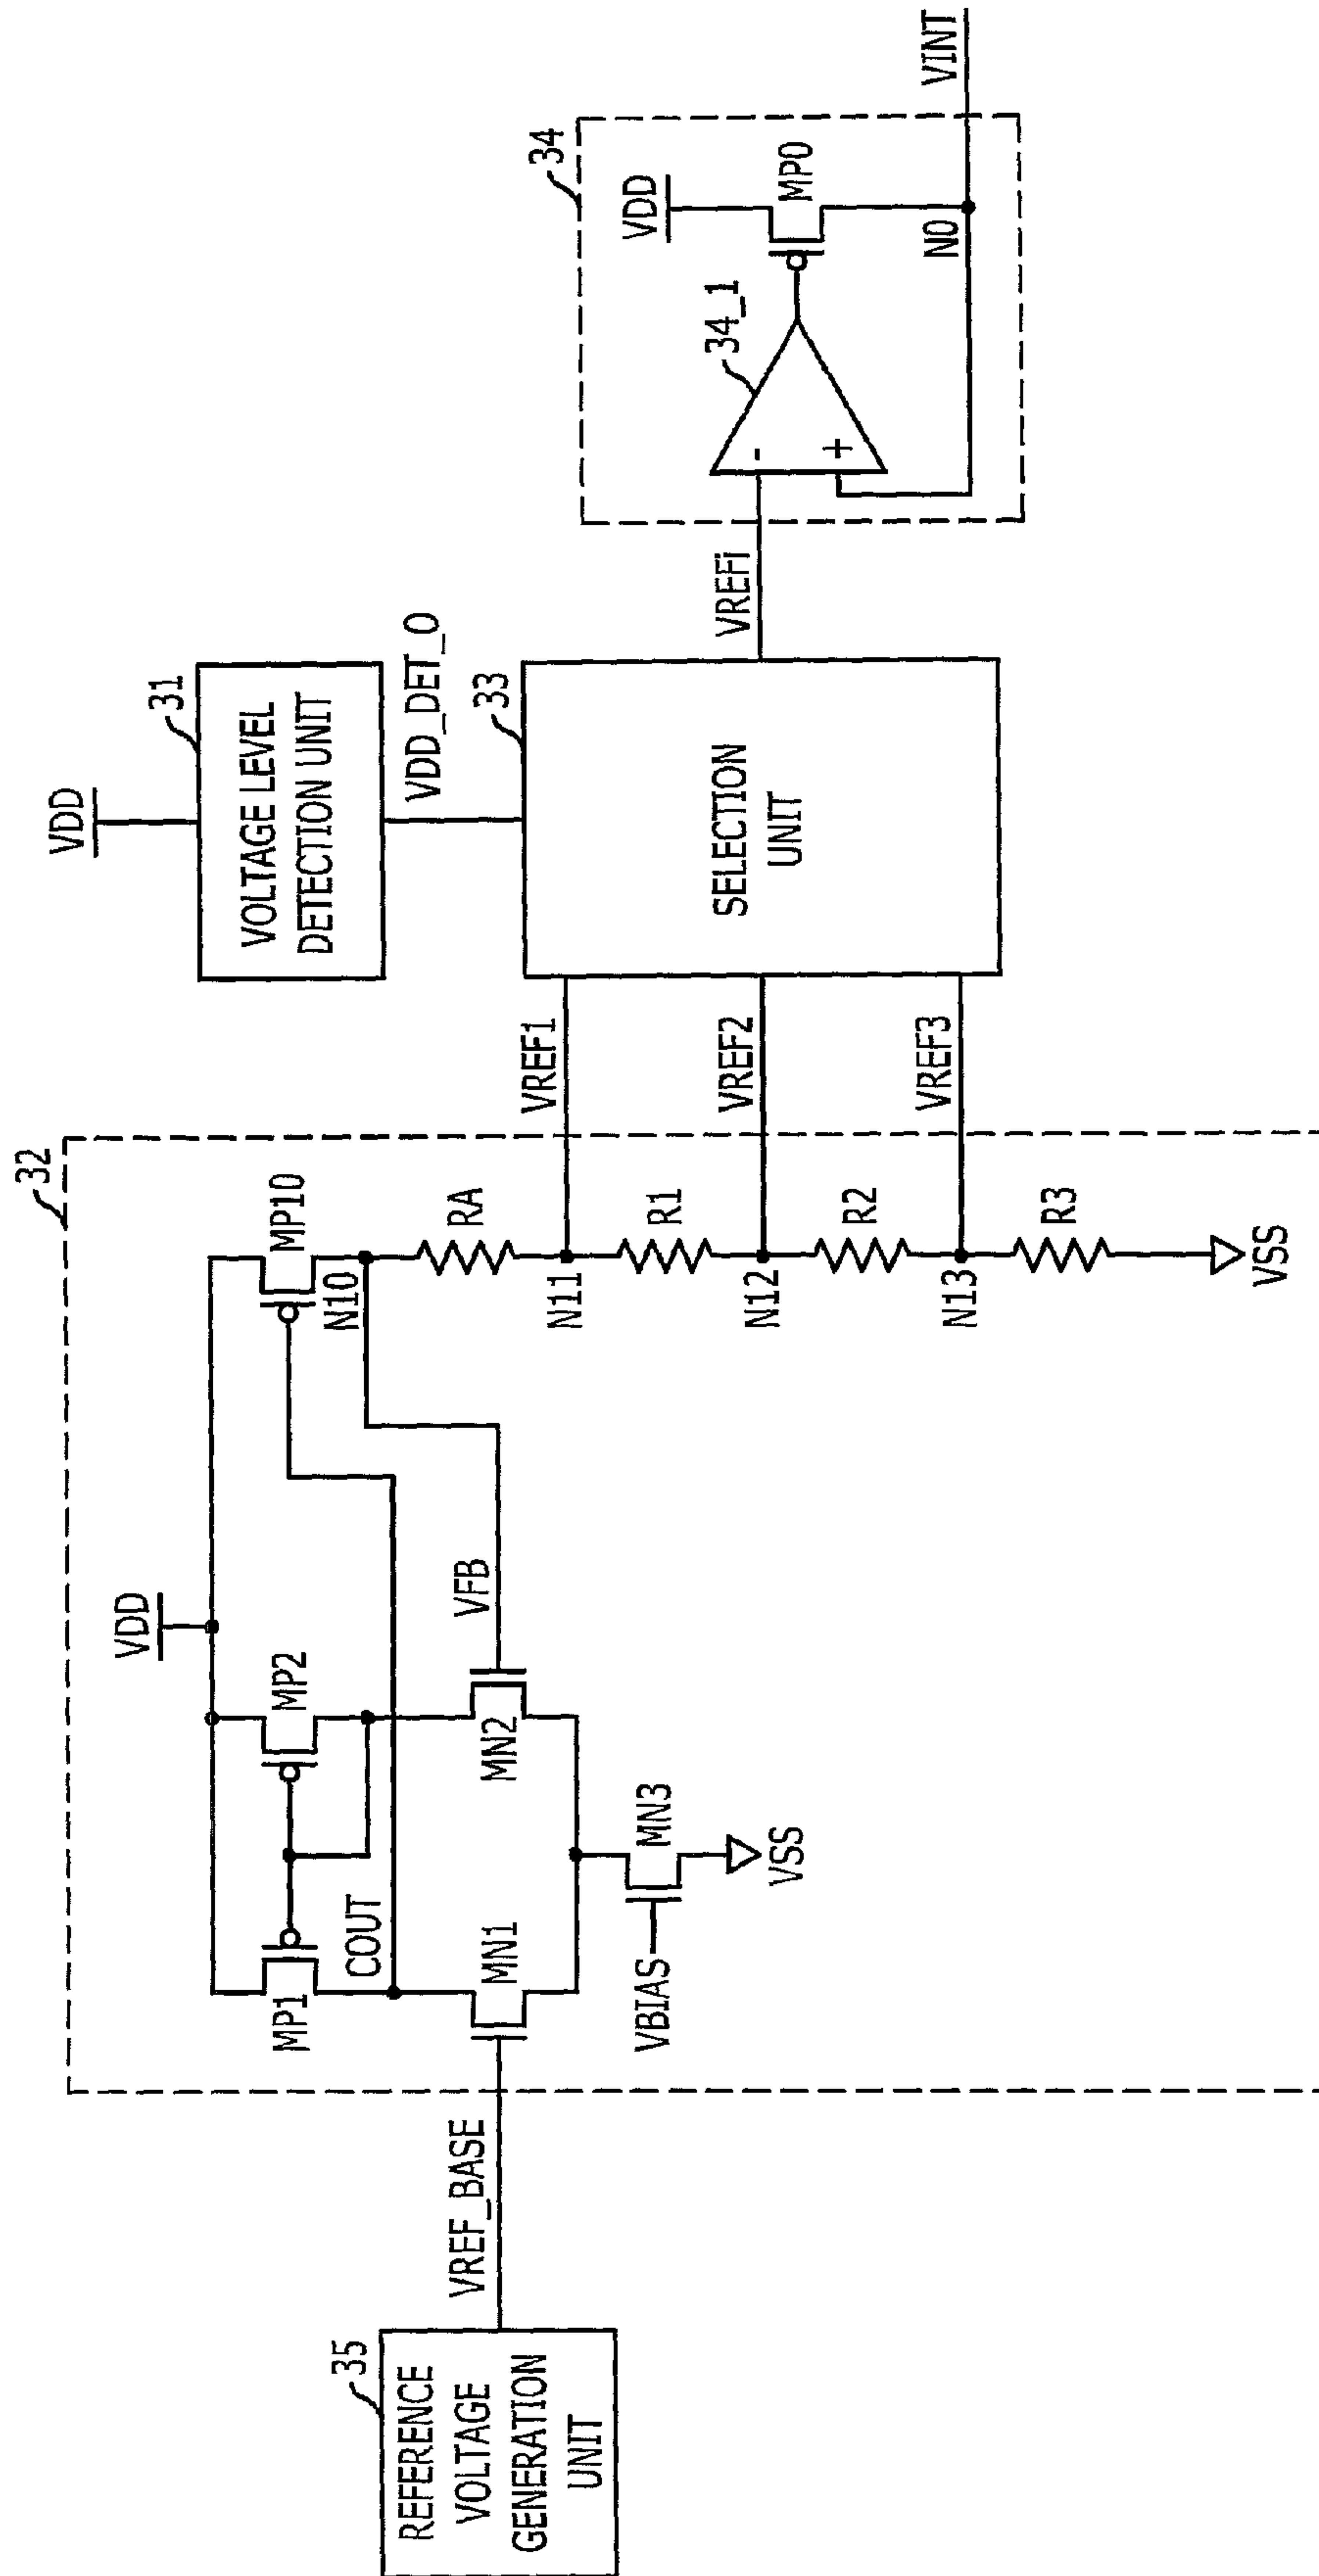 35
REFERENCE
VOLTAGE
GENERATION
UNIT
VREF_BASE
32
VDD
MP1
MP2
MP10
COUT
N10
MN1
MN2
VFB
VBIAS
MN3
VSS
RA
N11
R1
N12
R2
N13
R3
VSS
VREF1
VREF2
VREF3
VDD
31
VOLTAGE LEVEL
DETECTION UNIT
VDD_DET_O
33
SELECTION
UNIT
VREFi
34
VDD
34_1
-
+
MP0
N0
VINT